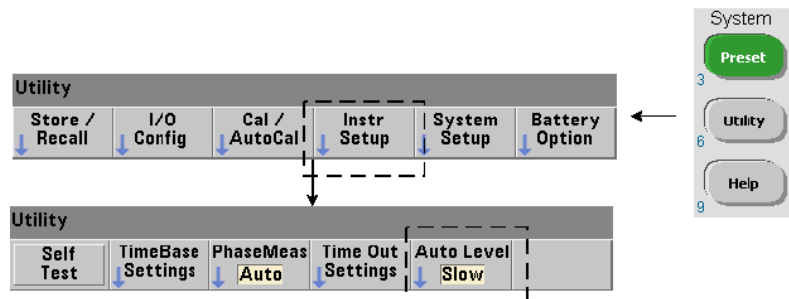 System
Preset
3
Utility
Store / Recall
I/O Config
Cal / AutoCal
Instr Setup
System Setup
Battery Option
Utility
6
Help
9
Utility
Self Test
TimeBase Settings
PhaseMeas Auto
Time Out Settings
Auto Level Slow